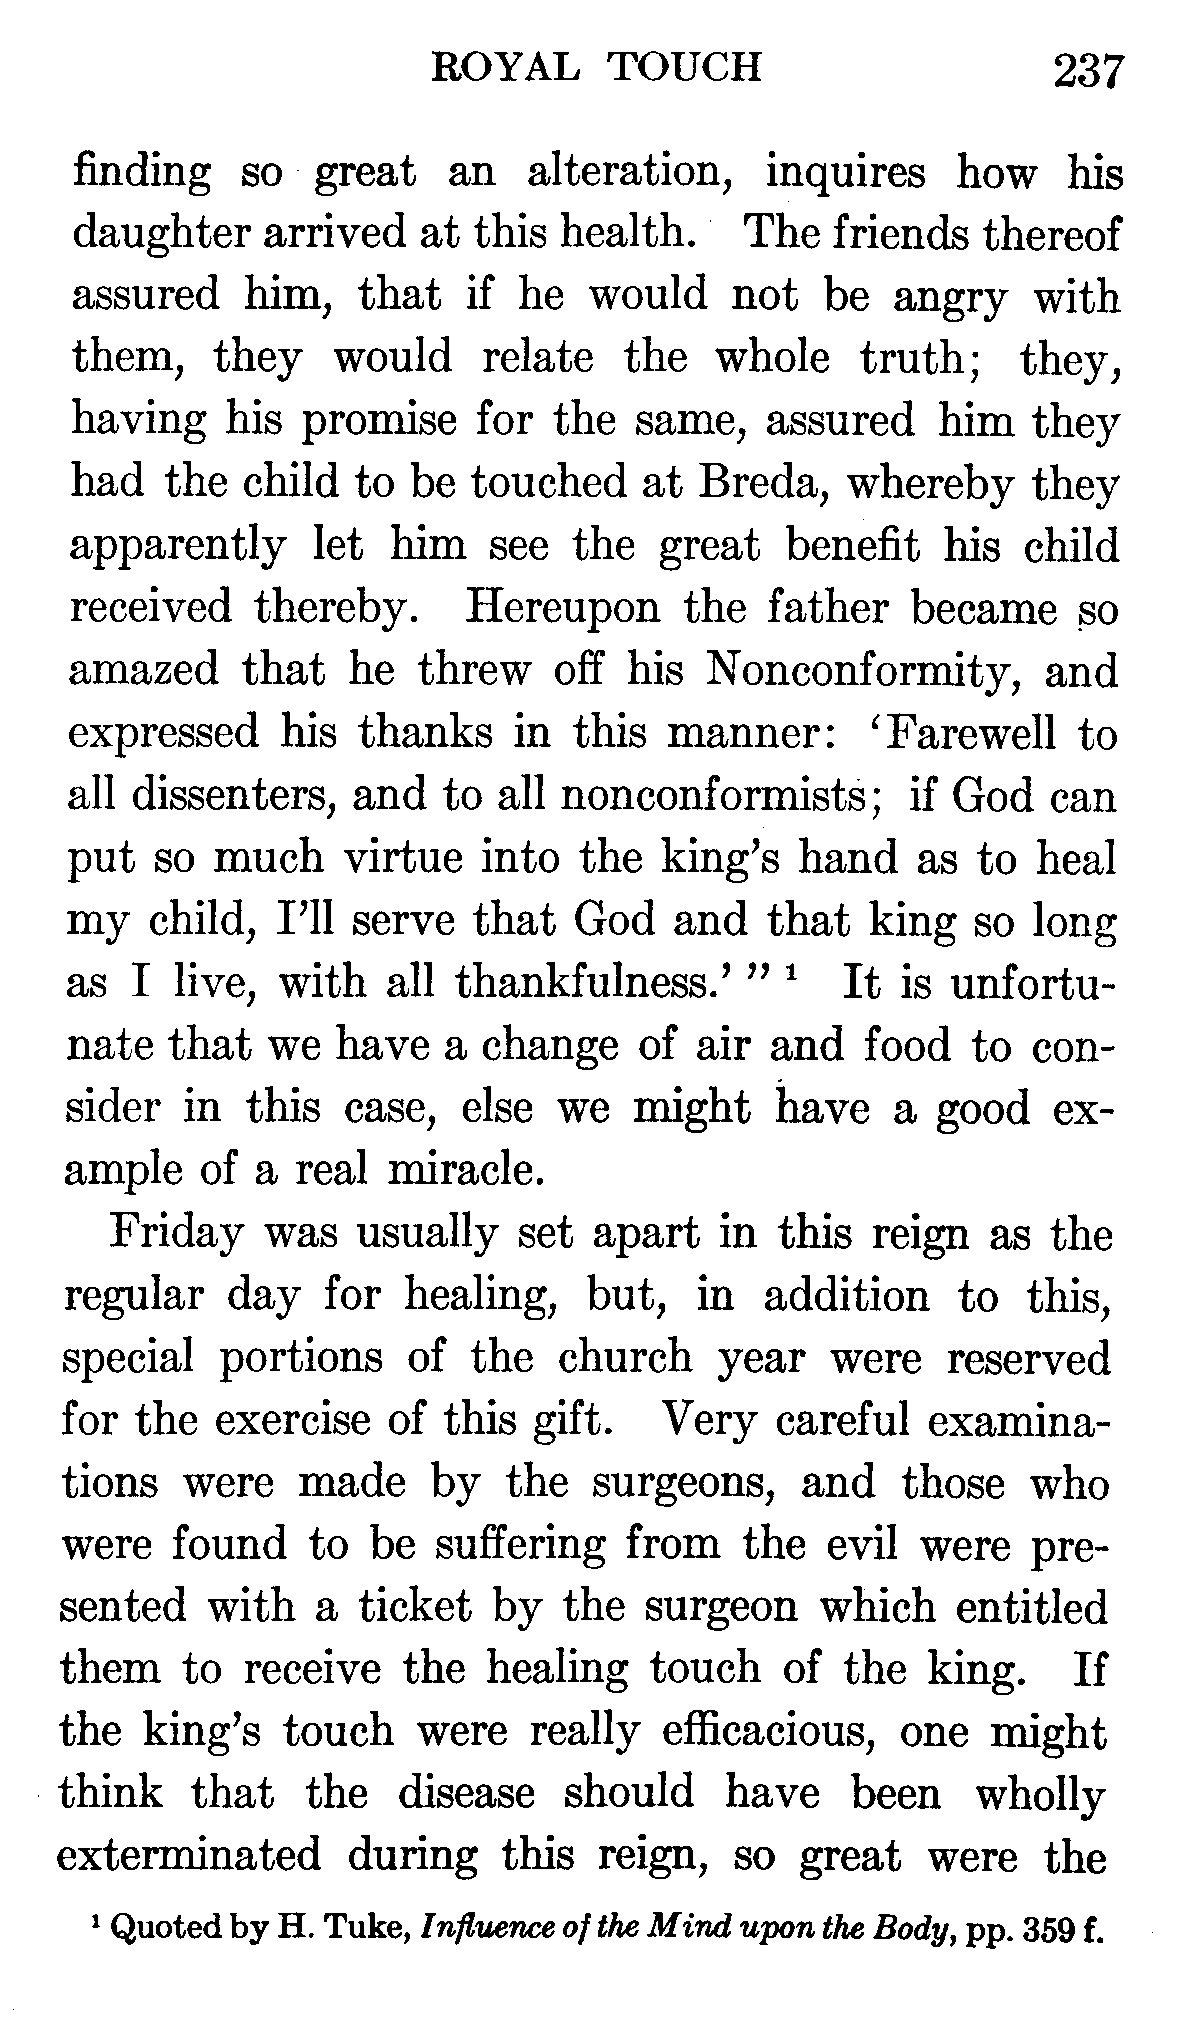 ROYAL TOUCH 237
finding so great an alteration, inquires how his
daughter arrived at this health. The friends thereof
assured him, that if he would not be angry with
them, they would relate the whole truth; they,
having his promise for the same, assured him they
had the child to be touched at Breda, whereby they
apparently let him see the great benefit his child
received thereby. Hereupon the father became so
amazed that he threw off his Nonconformity, and
expressed his thanks in this manner: ‘Farewell to
all dissenters, and to all nonconformists; if God can
put so much virtue into the king’s hand as to heal
my child, I’ll serve that God and that king so long
as I live, with all thankfulness.’ ” ¹ It is unfortu-
nate that we have a change of air and food to con-
sider in this case, else we might have a good ex-
ample of a real miracle.
Friday was usually set apart in this reign as the
regular day for healing, but, in addition to this,
special portions of the church year were reserved
for the exercise of this gift. Very careful examina-
tions were made by the surgeons, and those who
were found to be suffering from the evil were pre-
sented with a ticket by the surgeon which entitled
them to receive the healing touch of the king. If
the king’s touch were really efficacious, one might
think that the disease should have been wholly
exterminated during this reign, so great were the
¹ Quoted by H. Tuke, Influence of the Mind upon the Body, pp. 359 f.